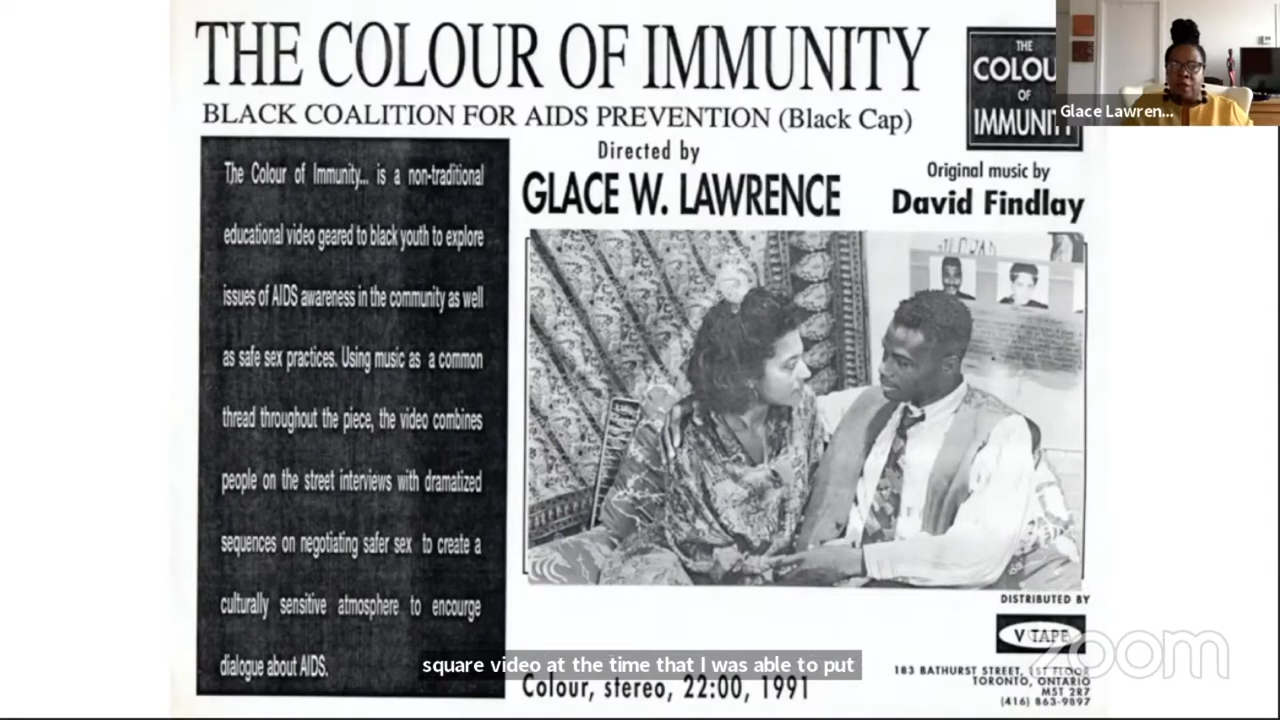 THE COLOUR OF IMMUNITY
BLACK COALITION FOR AIDS PREVENTION (Black Cap)
THE
COLOU
OF
IMMUNI
Glace Lawren...
The Colour of Immunity... is a non-traditional
educational video geared to black youth to explore
issues of AIDS awareness in the community as well
as safe sex practices. Using music as a common
thread throughout the piece, the video combines
people on the street interviews with dramatized
sequences on negotiating safer sex to create a
culturally sensitive atmosphere to encourge
dialogue about AIDS.
Directed by
GLACE W. LAWRENCE
Original music by
David Findlay
DISTRIBUTED BY
V TAPE
183 BATHURST STREET, 1ST FLOOR
TORONTO, ONTARIO
M5T 2R7
(416) 863-9897
square video at the time that I was able to put
Colour, stereo, 22:00, 1991
zoom